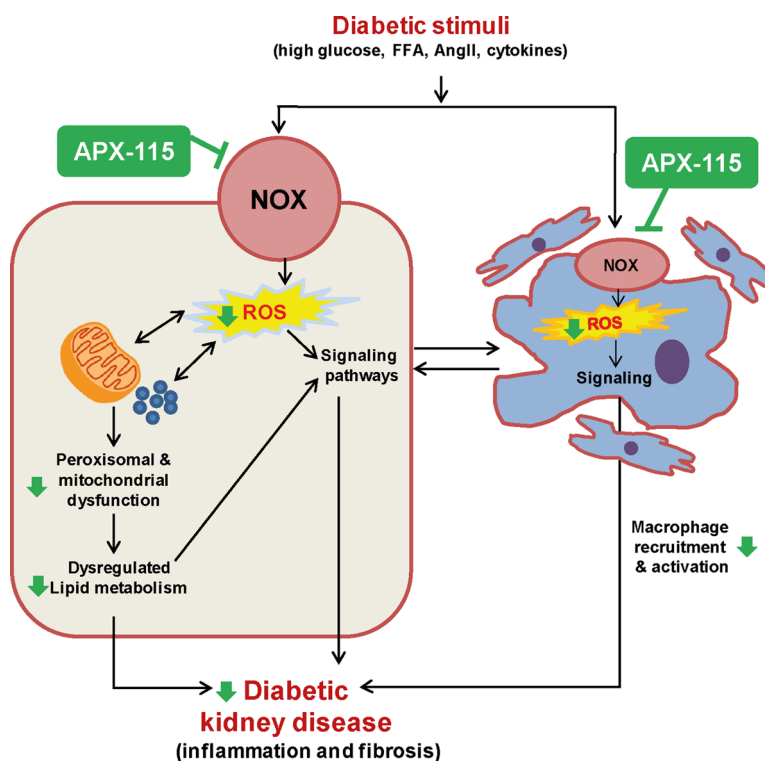 Diabetic stimuli
(high glucose, FFA, AngII, cytokines)
APX-115
NOX
ROS
Signaling
pathways
Peroxisomal &
mitochondrial
dysfunction
Dysregulated
Lipid metabolism
APX-115
NOX
ROS
Signaling
Macrophage
recruitment
& activation
Diabetic
kidney disease
(inflammation and fibrosis)